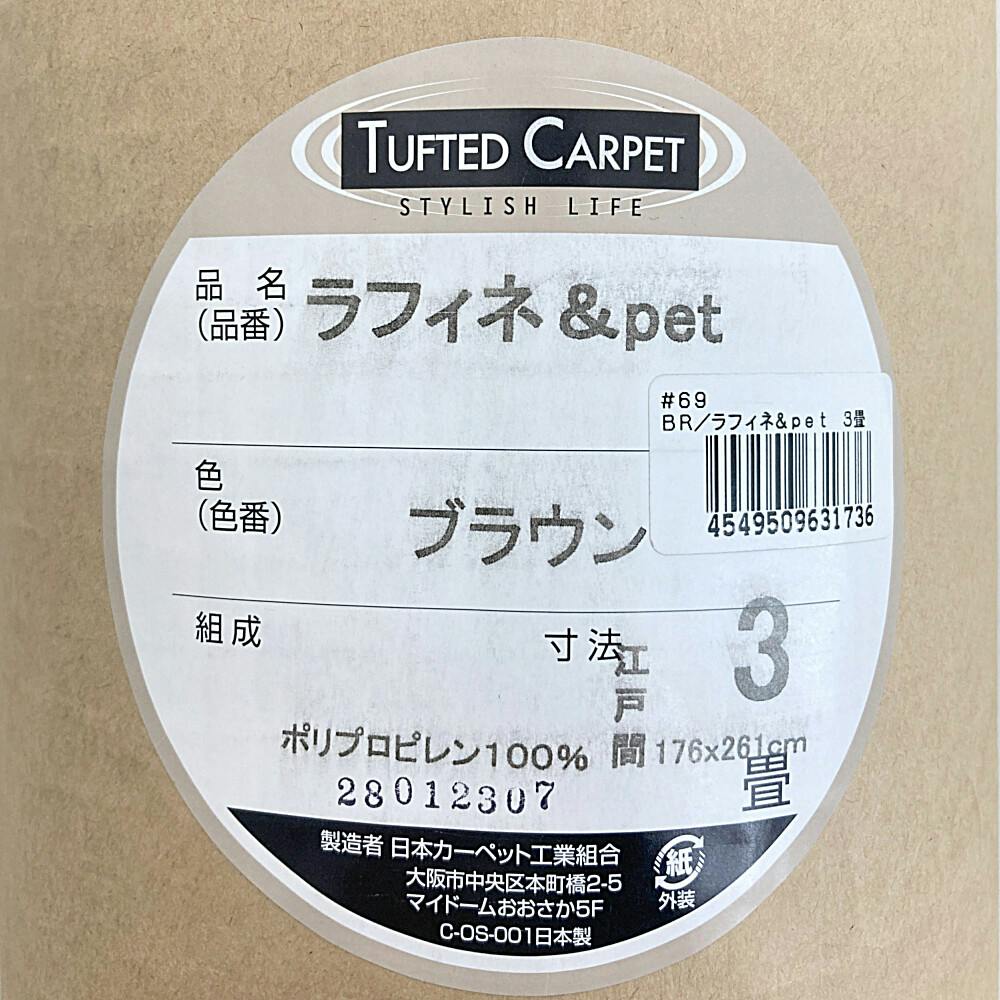 TUFTED CARPET
STYLISH LIFE
品名 ラフィネ&pet
(品番)
#69
BR/ラフィネ&pet 3畳
4549509631736
色
(色番)
ブラウン
組成
寸法
江戸間
3
畳
176x261cm
ポリプロピレン100%
28012307
製造者 日本カーペット工業組合
大阪市中央区本町橋2-5
マイドームおおさか5F
C-OS-001日本製
紙
外装